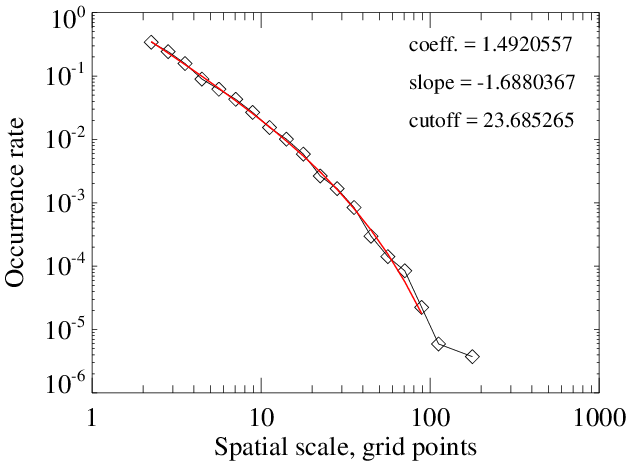 10^0
coeff. = 1.4920557
10^-1
slope = -1.6880367
10^-2
cutoff = 23.685265
10^-3
10^-4
10^-5
10^-6
Occurrence rate
1 10 100 1000
Spatial scale, grid points